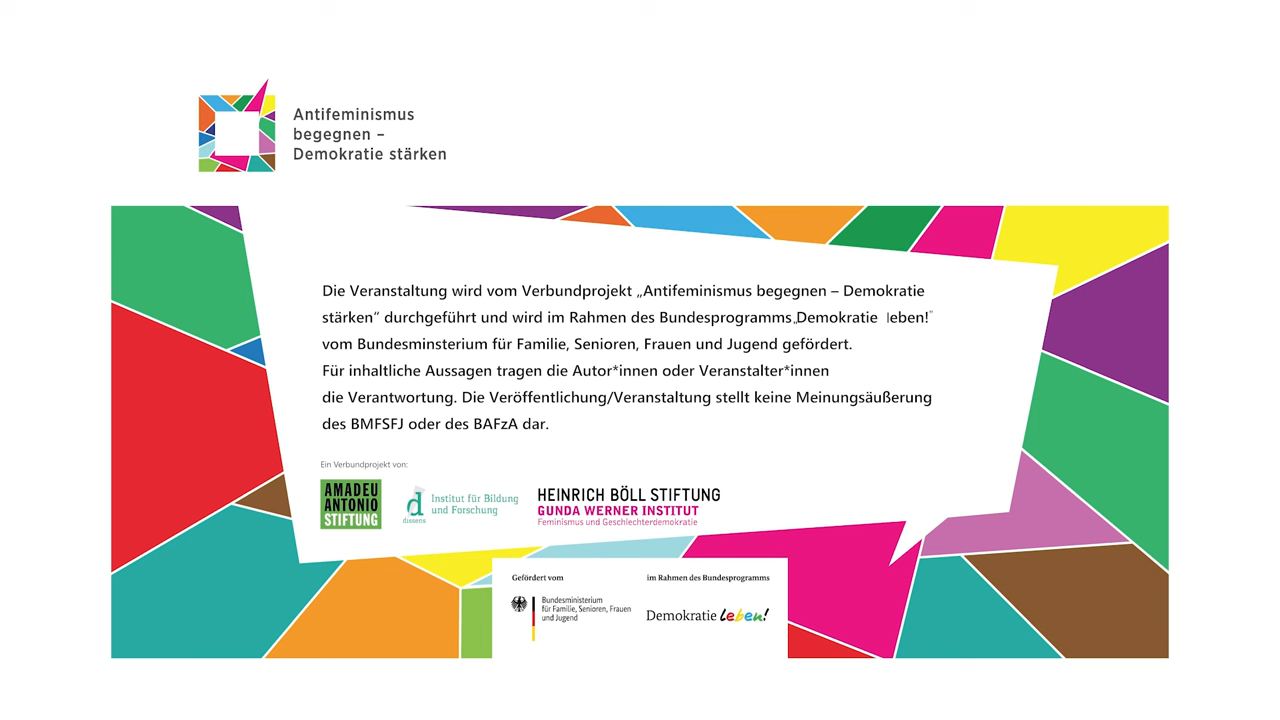 Antifeminismus
begegnen –
Demokratie stärken
Die Veranstaltung wird vom Verbundprojekt „Antifeminismus begegnen – Demokratie
stärken“ durchgeführt und wird im Rahmen des Bundesprogramms „Demokratie leben!”
vom Bundesminsterium für Familie, Senioren, Frauen und Jugend gefördert.
Für inhaltliche Aussagen tragen die Autor*innen oder Veranstalter*innen
die Verantwortung. Die Veröffentlichung/Veranstaltung stellt keine Meinungsäußerung
des BMFSFJ oder des BAFzA dar.
Ein Verbundprojekt von:
AMADEU
ANTONIO
STIFTUNG
d
dissens
Institut für Bildung
und Forschung
HEINRICH BÖLL STIFTUNG
GUNDA WERNER INSTITUT
Feminismus und Geschlechterdemokratie
Gefördert vom
Bundesministerium
für Familie, Senioren, Frauen
und Jugend
im Rahmen des Bundesprogramms
Demokratie leben!